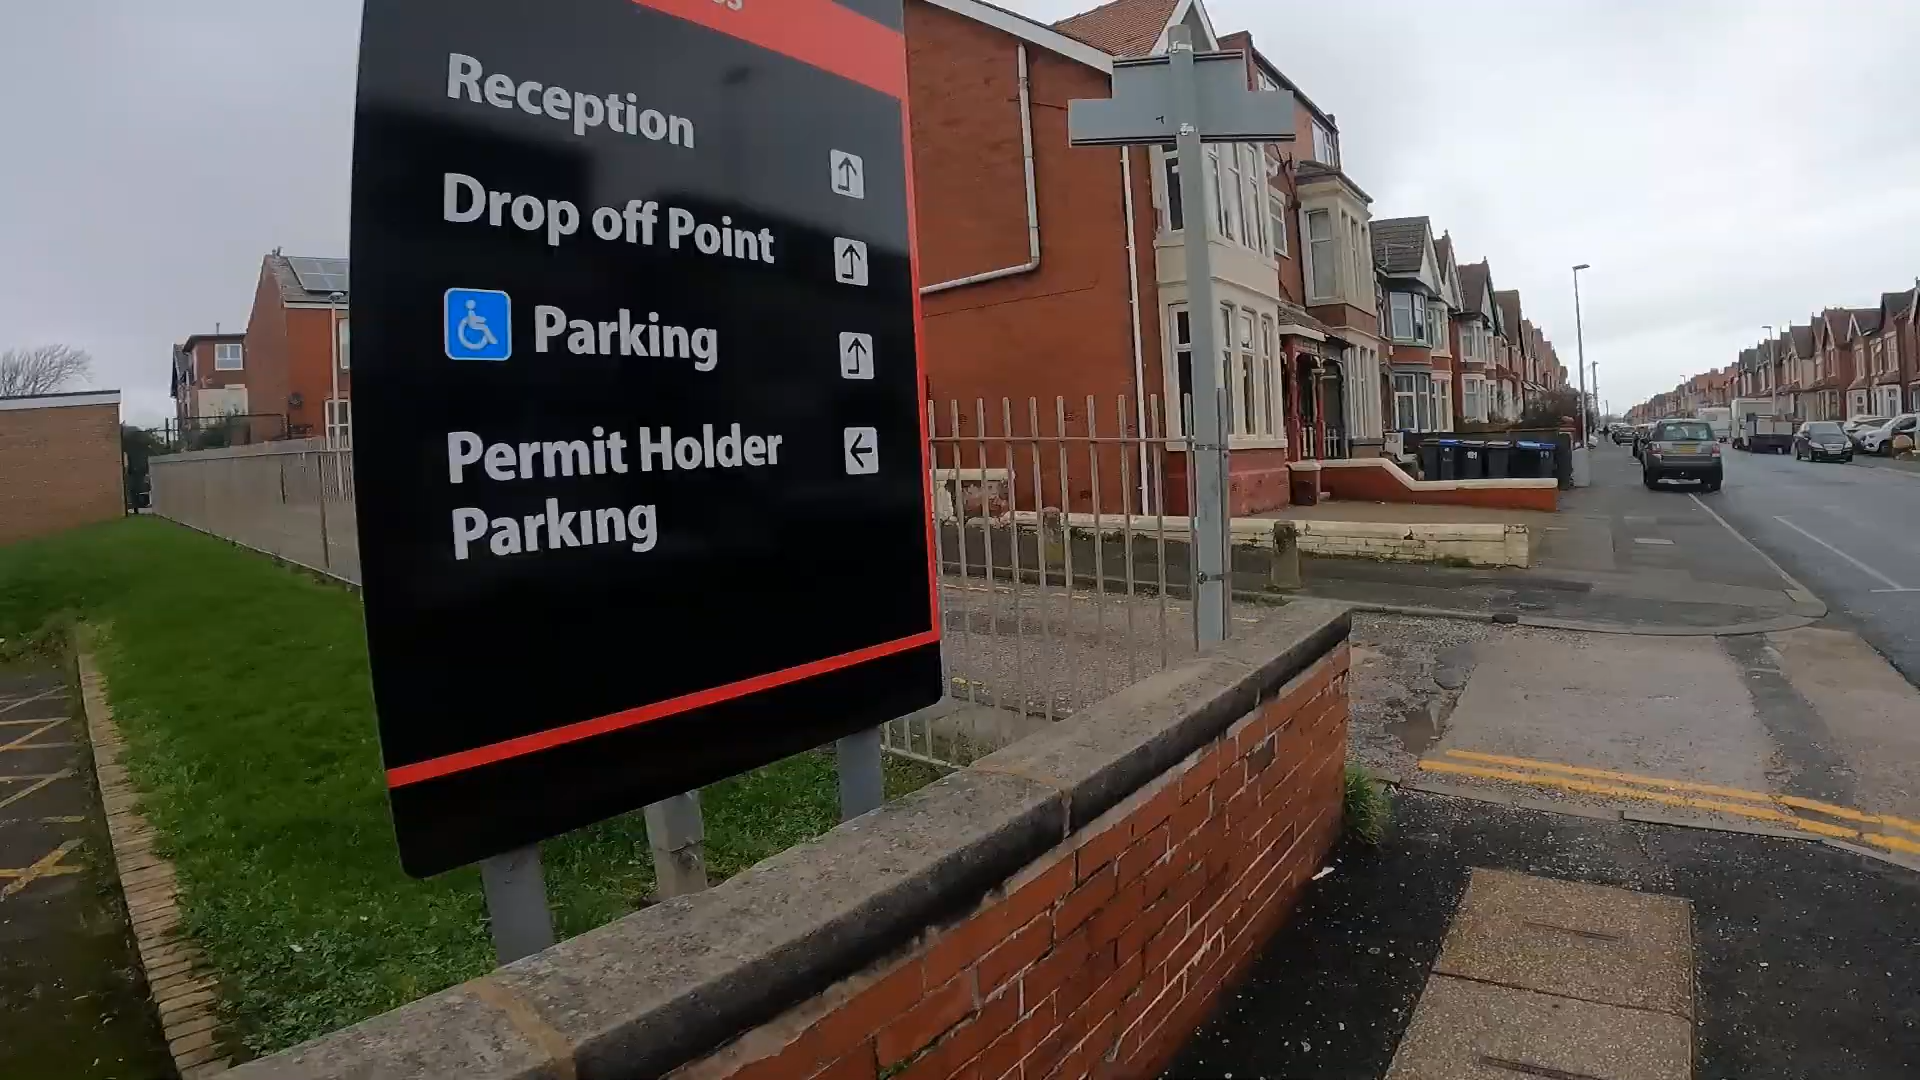 Reception
Drop off Point
Parking
Permit Holder
Parking